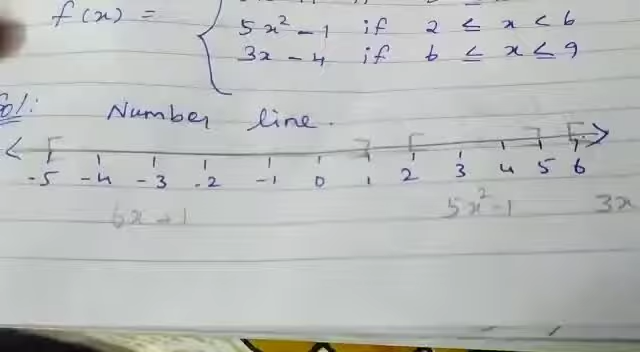 f(x) =
5x² - 1 if 2 ≤ x < 6
3x - 4 if 6 ≤ x ≤ 9
Sol:
Number line.
-5 -4 -3 -2 -1 0 1 2 3 4 5 6
6x + 1 5x² - 1 3x